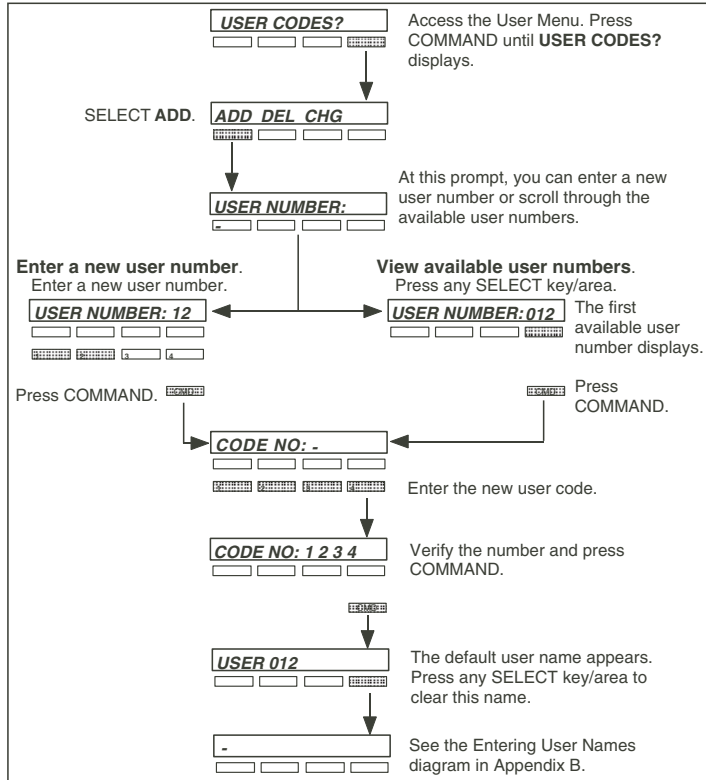 USER CODES?
Access the User Menu. Press
COMMAND until USER CODES?
displays.
SELECT ADD.
ADD DEL CHG
At this prompt, you can enter a new
user number or scroll through the
available user numbers.
USER NUMBER:
-
Enter a new user number.
Enter a new user number.
USER NUMBER: 12
1 2 3 4
View available user numbers.
Press any SELECT key/area.
USER NUMBER: 012
The first
available user
number displays.
Press COMMAND.
CMD
CMD
Press
COMMAND.
CODE NO: -
1 2 3 4
Enter the new user code.
CODE NO: 1 2 3 4
Verify the number and press
COMMAND.
CMD
USER 012
The default user name appears.
Press any SELECT key/area to
clear this name.
-
See the Entering User Names
diagram in Appendix B.